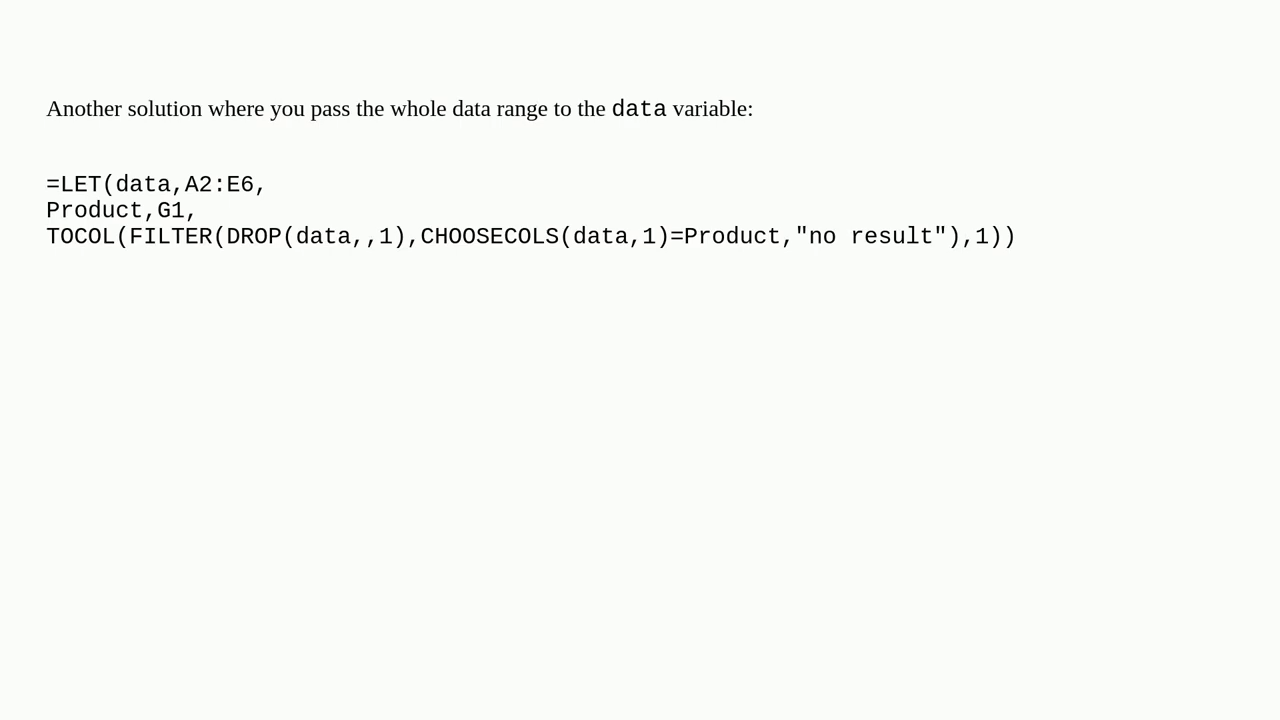 Another solution where you pass the whole data range to the data variable:
=LET(data,A2:E6,
Product,G1,
TOCOL(FILTER(DROP(data,,1),CHOOSECOLS(data,1)=Product,"no result"),1))